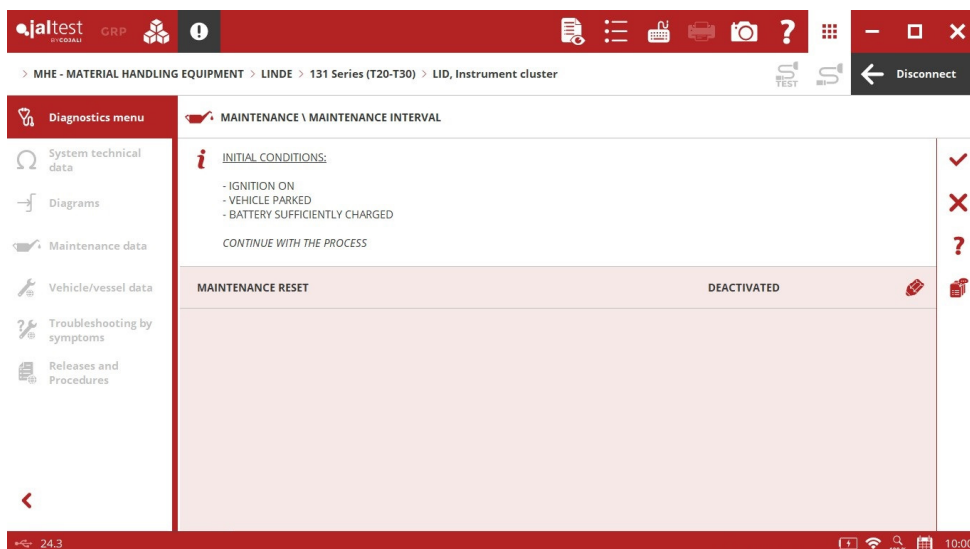 jaltest GRP
BY COJALI
> MHE - MATERIAL HANDLING EQUIPMENT > LINDE > 131 Series (T20-T30) > LID, Instrument cluster
TEST
Disconnect
Diagnostics menu
MAINTENANCE \ MAINTENANCE INTERVAL
System technical
data
Diagrams
Maintenance data
Vehicle/vessel data
Troubleshooting by
symptoms
Releases and
Procedures
INITIAL CONDITIONS:
- IGNITION ON
- VEHICLE PARKED
- BATTERY SUFFICIENTLY CHARGED
CONTINUE WITH THE PROCESS
MAINTENANCE RESET DEACTIVATED
24.3
10:00